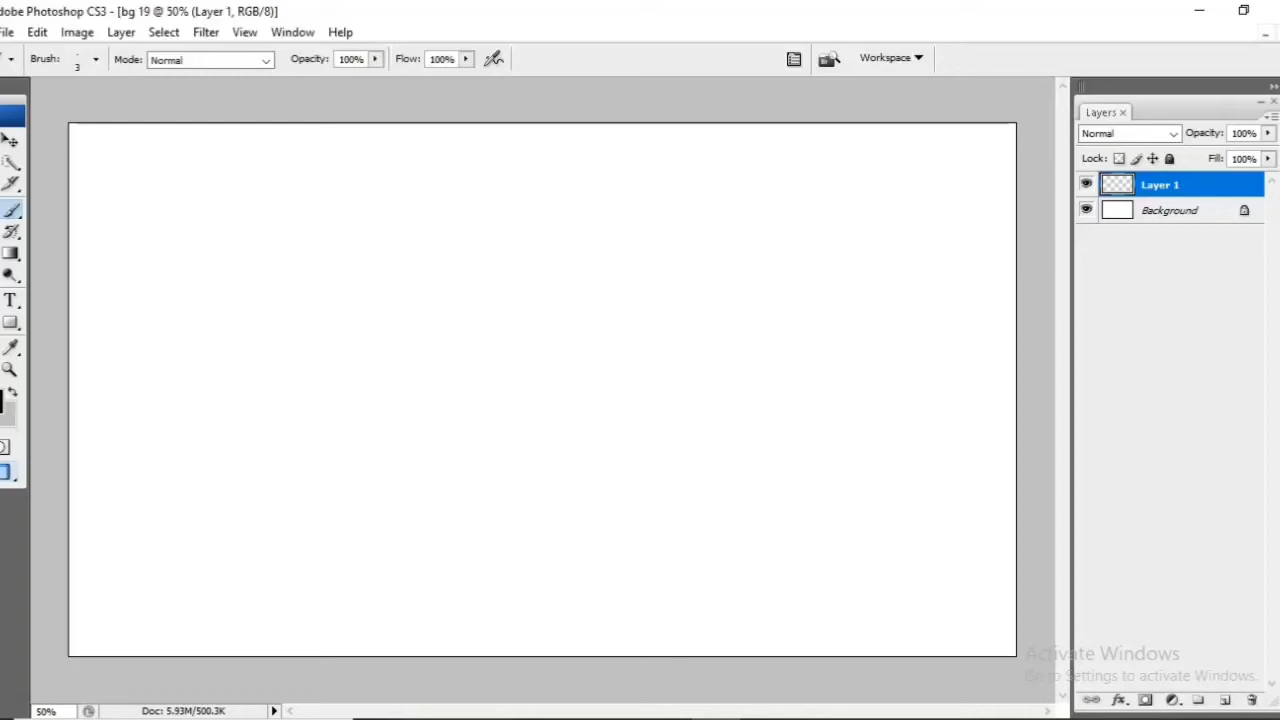 dobe Photoshop CS3 - [bg 19 @ 50% (Layer 1, RGB/8)]
File Edit Image Layer Select Filter View Window Help
Brush: 3 Mode: Normal Opacity: 100% Flow: 100% Workspace
Layers
Normal Opacity: 100%
Lock: Fill: 100%
Layer 1
Background
T
Activate Windows
Go to Settings to activate Windows.
fx
50% Doc: 5.93M/500.3K